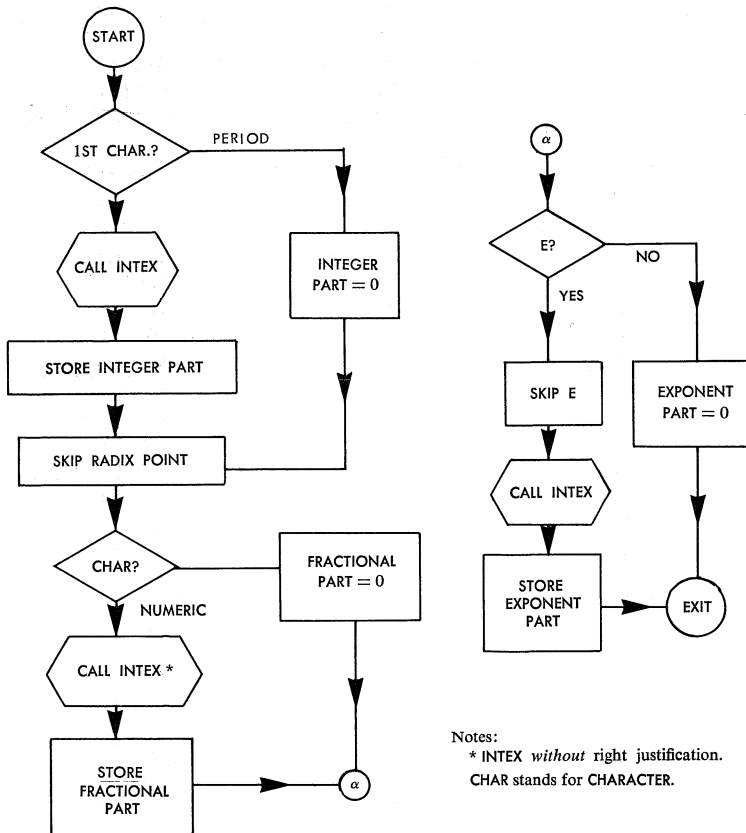 START
1ST CHAR.?
PERIOD
CALL INTEX
INTEGER
PART = 0
STORE INTEGER PART
SKIP RADIX POINT
CHAR?
FRACTIONAL
PART = 0
NUMERIC
CALL INTEX *
STORE
FRACTIONAL
PART
α
α
E?
NO
YES
SKIP E
EXPONENT
PART = 0
CALL INTEX
STORE
EXPONENT
PART
EXIT
Notes:
* INTEX without right justification.
CHAR stands for CHARACTER.